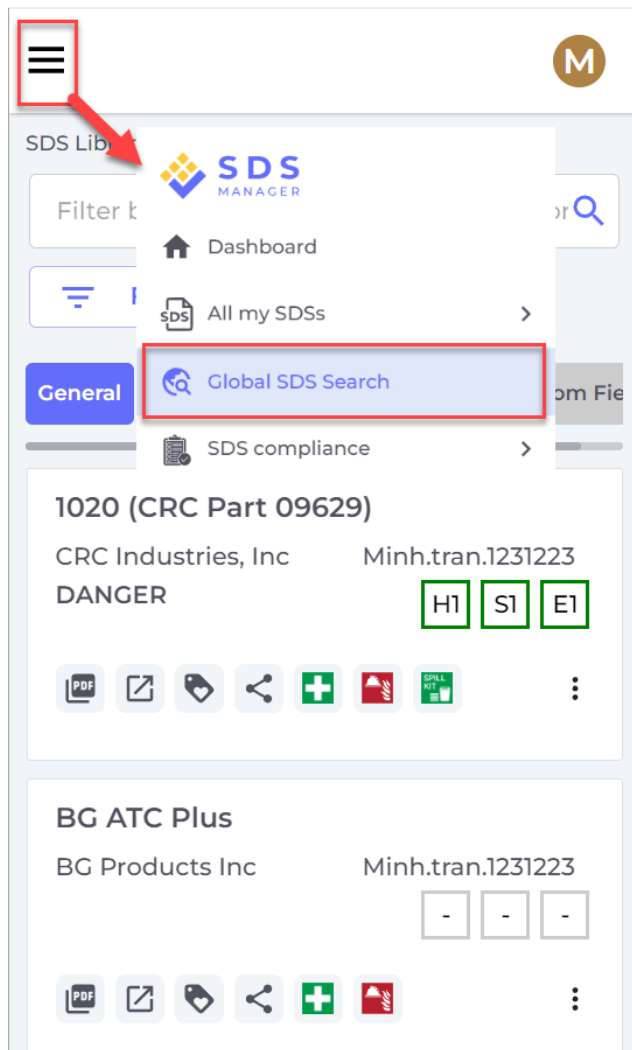 M
SDS Libr
SDS
MANAGER
Filter b
or
Dashboard
F
SDS
All my SDSs
General
Global SDS Search
om Fie
SDS compliance
1020 (CRC Part 09629)
CRC Industries, Inc Minh.tran.1231223
DANGER
H1 S1 E1
PDF
SPILL
KIT
BG ATC Plus
BG Products Inc Minh.tran.1231223
- - -
PDF